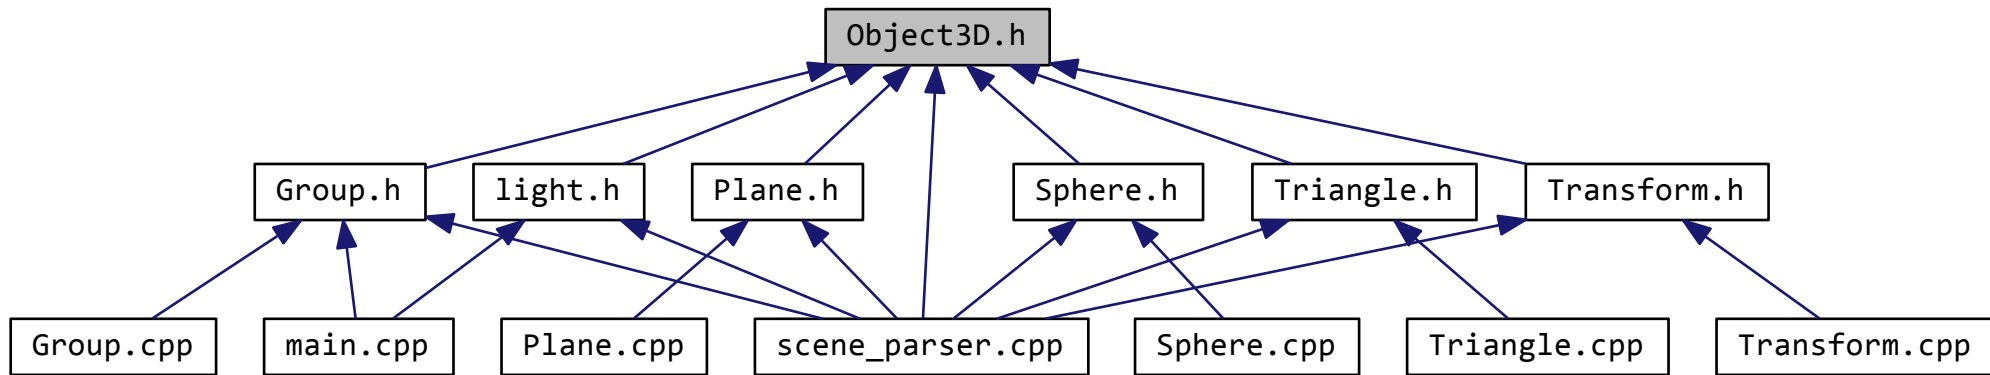 Object3D.h
Group.h
light.h
Plane.h
Sphere.h
Triangle.h
Transform.h
Group.cpp
main.cpp
Plane.cpp
scene_parser.cpp
Sphere.cpp
Triangle.cpp
Transform.cpp